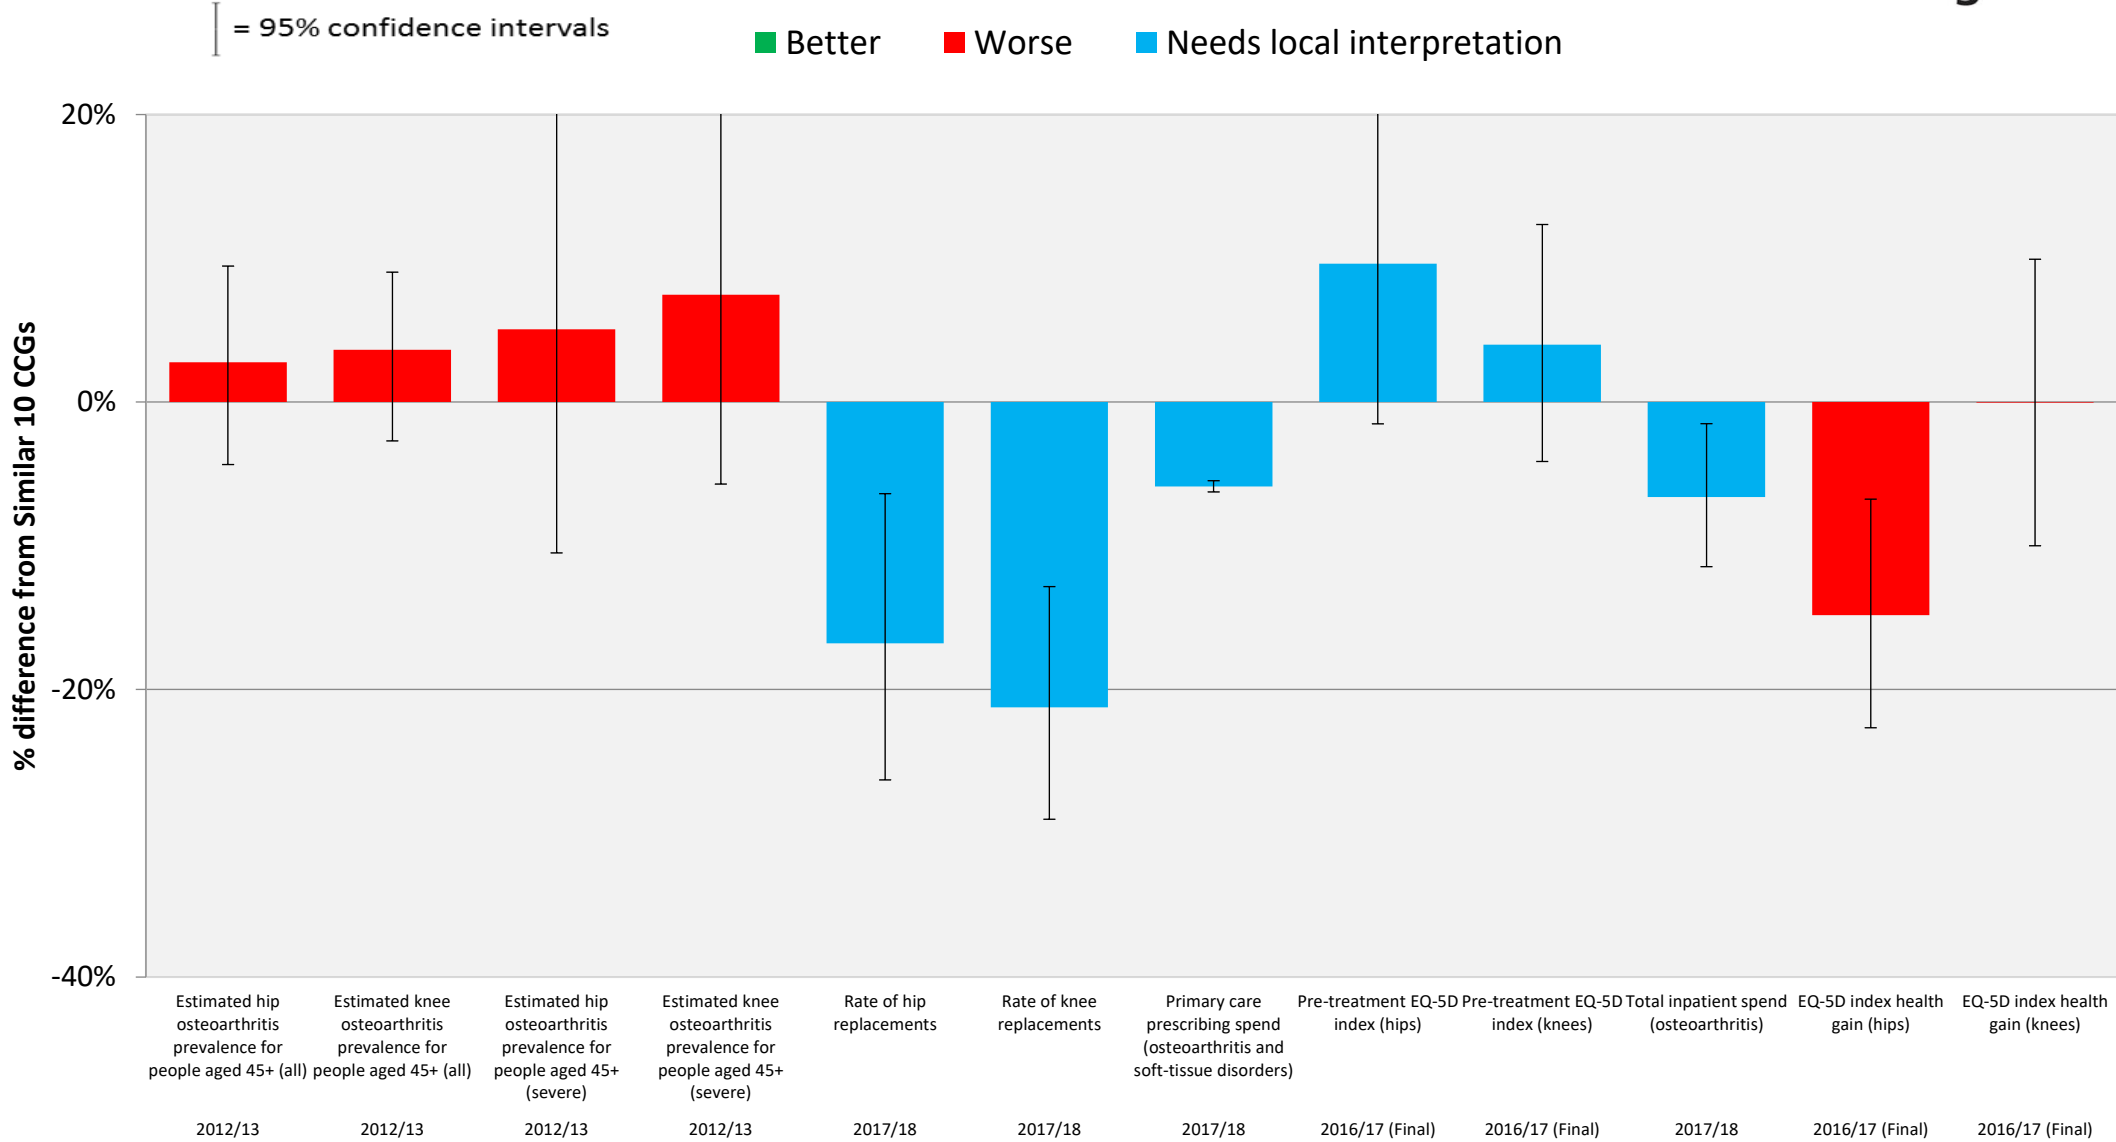 = 95% confidence intervals
Better
Worse
Needs local interpretation
% difference from Similar 10 CCGs
20%
0%
-20%
-40%
Estimated hip
osteoarthritis
prevalence for
people aged 45+ (all)
2012/13
Estimated knee
osteoarthritis
prevalence for
people aged 45+ (all)
2012/13
Estimated hip
osteoarthritis
prevalence for
people aged 45+
(severe)
2012/13
Estimated knee
osteoarthritis
prevalence for
people aged 45+
(severe)
2012/13
Rate of hip
replacements
2017/18
Rate of knee
replacements
2017/18
Primary care
prescribing spend
(osteoarthritis and
soft-tissue disorders)
2017/18
Pre-treatment EQ-5D
index (hips)
2016/17 (Final)
Pre-treatment EQ-5D
index (knees)
2016/17 (Final)
Total inpatient spend
(osteoarthritis)
2017/18
EQ-5D index health
gain (hips)
2016/17 (Final)
EQ-5D index health
gain (knees)
2016/17 (Final)